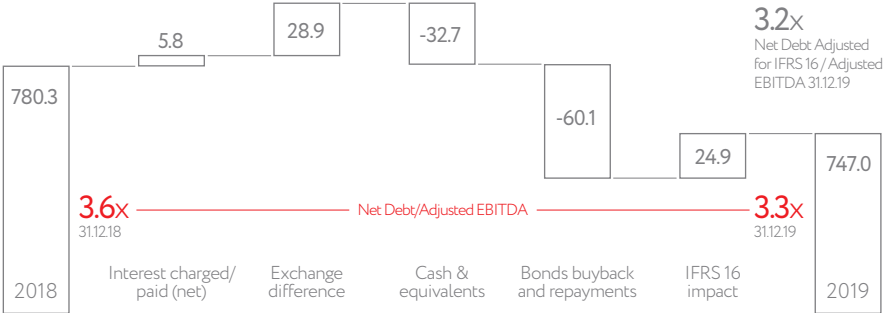 780.3
5.8
28.9
-32.7
-60.1
24.9
747.0
3.2x
Net Debt Adjusted
for IFRS 16 / Adjusted
EBITDA 31.12.19
3.6x
31.12.18
Net Debt/Adjusted EBITDA
3.3x
31.12.19
2018
Interest charged/
paid (net)
Exchange
difference
Cash &
equivalents
Bonds buyback
and repayments
IFRS 16
impact
2019